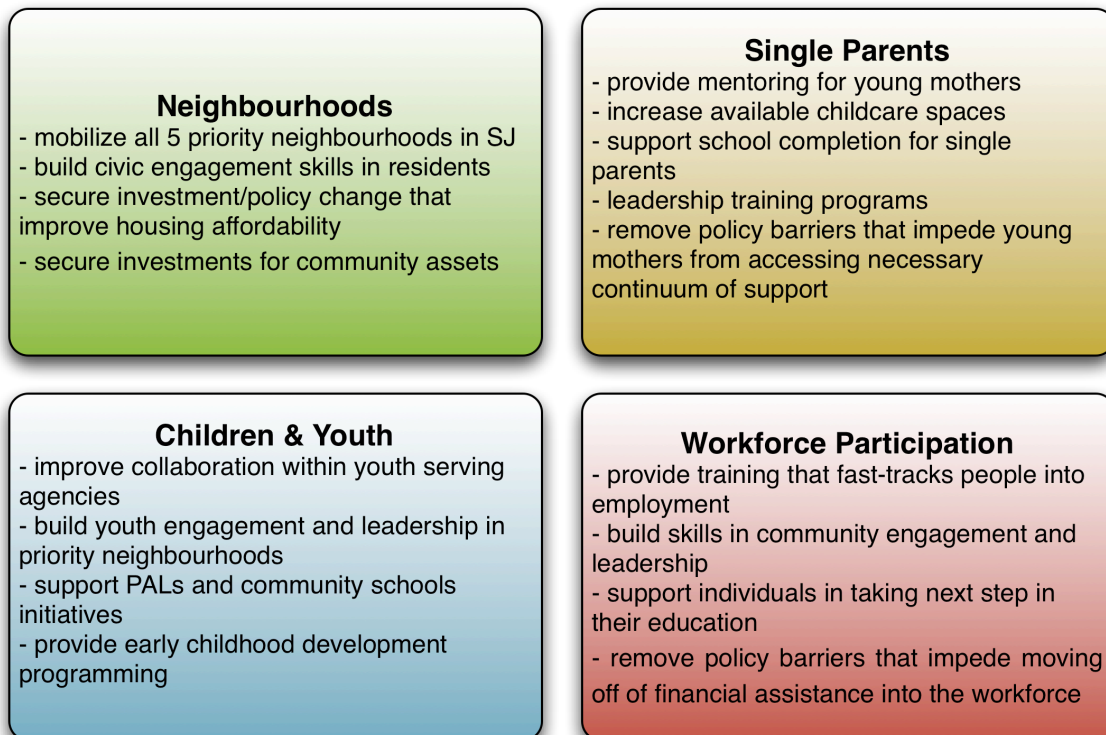 Neighbourhoods
- mobilize all 5 priority neighbourhoods in SJ
- build civic engagement skills in residents
- secure investment/policy change that
improve housing affordability
- secure investments for community assets
Single Parents
- provide mentoring for young mothers
- increase available childcare spaces
- support school completion for single
parents
- leadership training programs
- remove policy barriers that impede young
mothers from accessing necessary
continuum of support
Children & Youth
- improve collaboration within youth serving
agencies
- build youth engagement and leadership in
priority neighbourhoods
- support PALs and community schools
initiatives
- provide early childhood development
programming
Workforce Participation
- provide training that fast-tracks people into
employment
- build skills in community engagement and
leadership
- support individuals in taking next step in
their education
- remove policy barriers that impede moving
off of financial assistance into the workforce